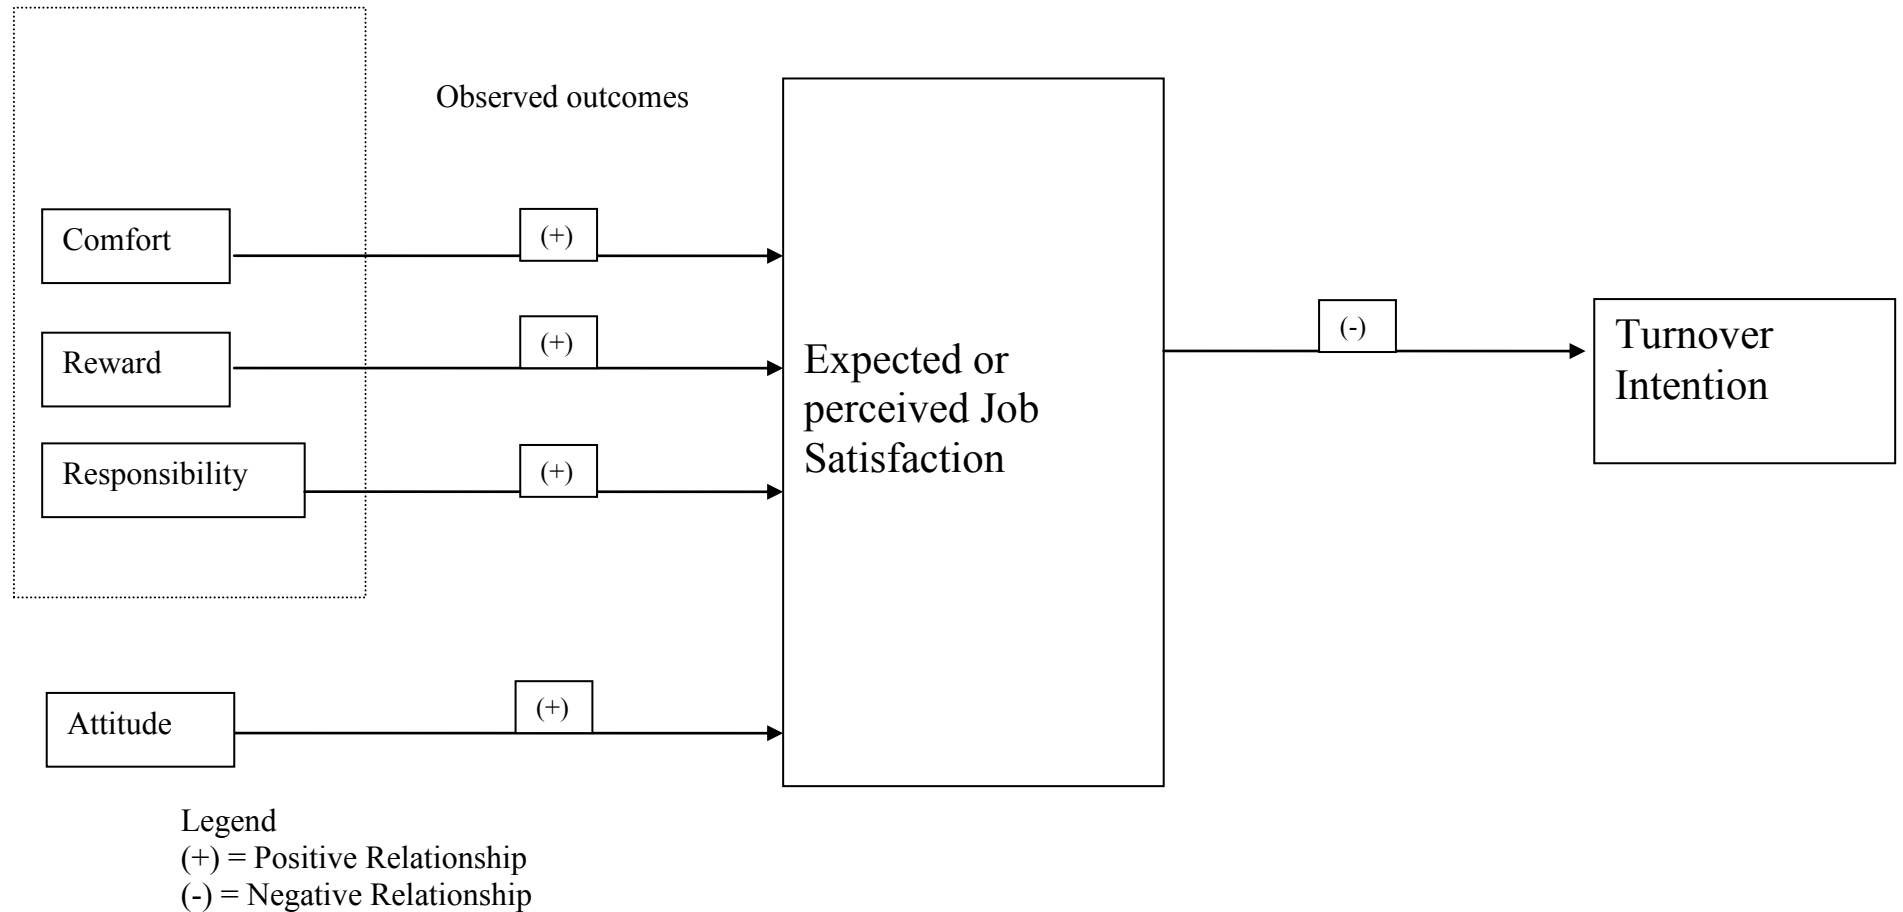 Observed outcomes
Comfort
(+)
Reward
(+)
Responsibility
(+)
Attitude
(+)
Expected or
perceived Job
Satisfaction
(-)
Turnover
Intention
Legend
(+) = Positive Relationship
(-) = Negative Relationship